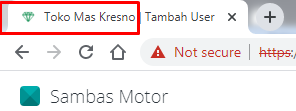 Toko Mas Kresno | Tambah User
Not secure | https:
Sambas Motor